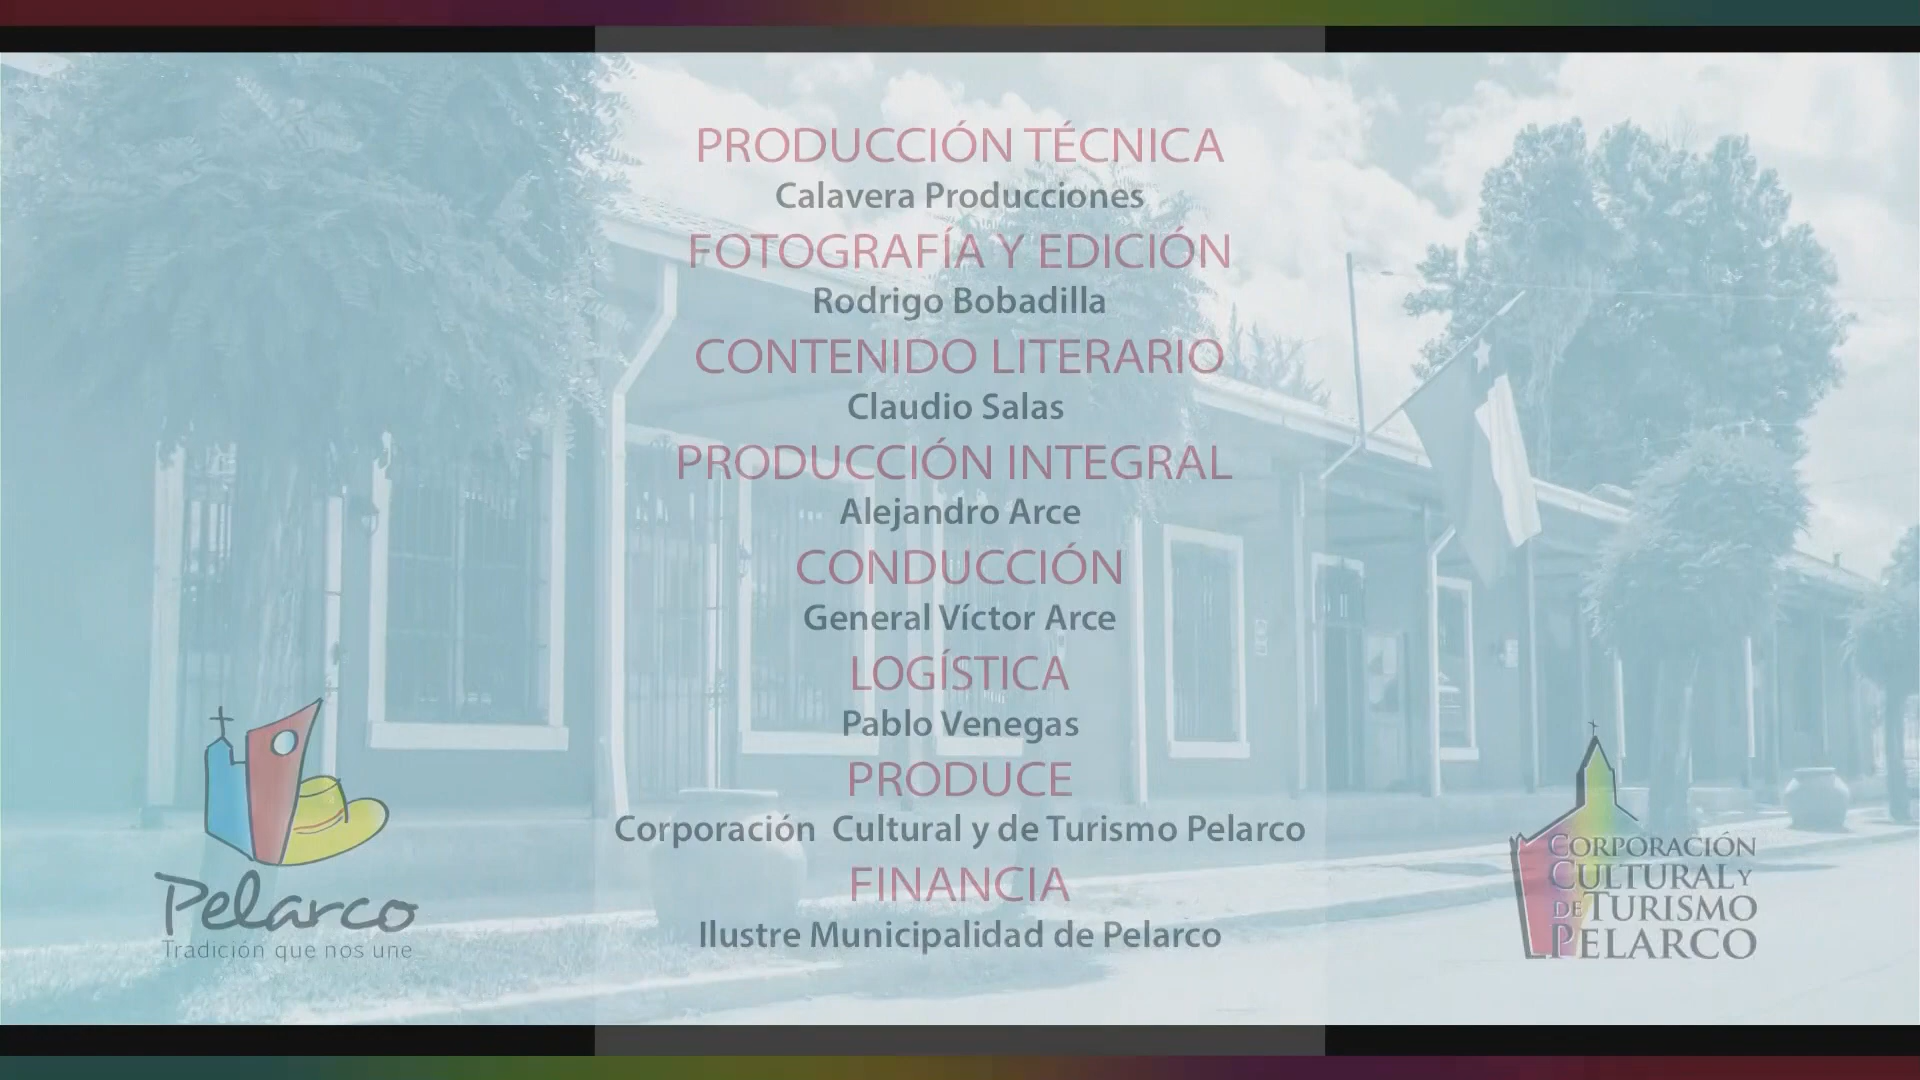 PRODUCCIÓN TÉCNICA
Calavera Producciones
FOTOGRAFÍA Y EDICIÓN
Rodrigo Bobadilla
CONTENIDO LITERARIO
Claudio Salas
PRODUCCIÓN INTEGRAL
Alejandro Arce
CONDUCCIÓN
General Víctor Arce
LOGÍSTICA
Pablo Venegas
PRODUCE
Corporación Cultural y de Turismo Pelarco
FINANCIA
Ilustre Municipalidad de Pelarco
Pelarco
Tradición que nos une
CORPORACIÓN
CULTURAL Y
DE TURISMO
PELARCO